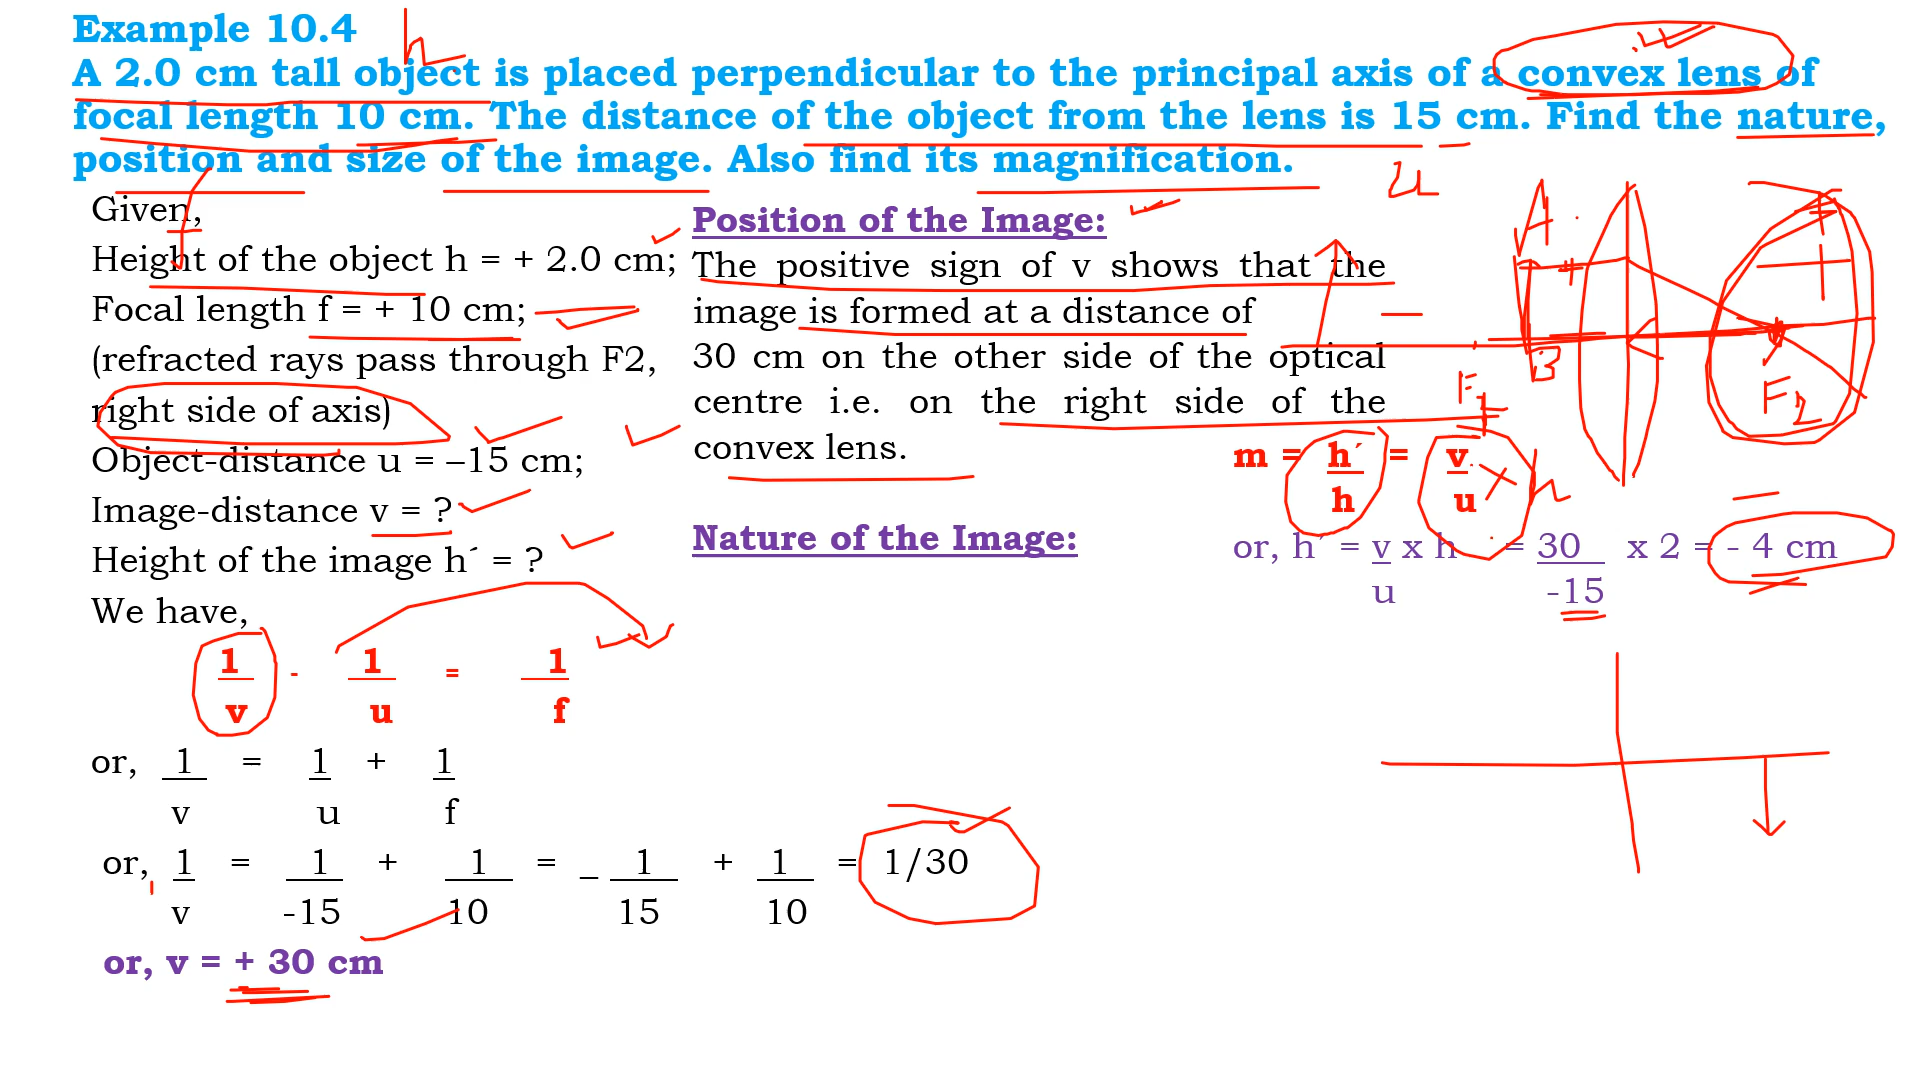 Example 10.4
h
A 2.0 cm tall object is placed perpendicular to the principal axis of a convex lens of
focal length 10 cm. The distance of the object from the lens is 15 cm. Find the nature,
position and size of the image. Also find its magnification.
u
Given,
Height of the object h = + 2.0 cm;
Focal length f = + 10 cm;
(refracted rays pass through F2,
right side of axis)
Object-distance u = –15 cm;
Image-distance v = ?
Height of the image h´ = ?
We have,
1 - 1 = 1
v u f
or, 1 = 1 + 1
v u f
or, 1 = 1 + 1 = – 1 + 1 = 1/30
v -15 10 15 10
or, v = + 30 cm
Position of the Image:
The positive sign of v shows that the
image is formed at a distance of
30 cm on the other side of the optical
centre i.e. on the right side of the
convex lens.
Nature of the Image:
A
B
F1
F2
m = h´ = v x h
h u
or, h´ = v x h = 30 x 2 = - 4 cm
u -15